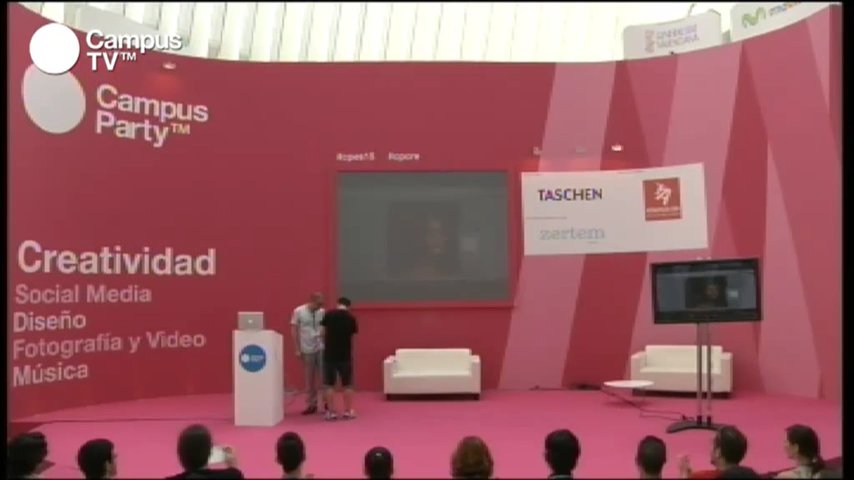 Campus
TV™
Campus
Party™
#cpes15 #cpcre
TASCHEN
zertem
Creatividad
Social Media
Diseño
Fotografía y Video
Música